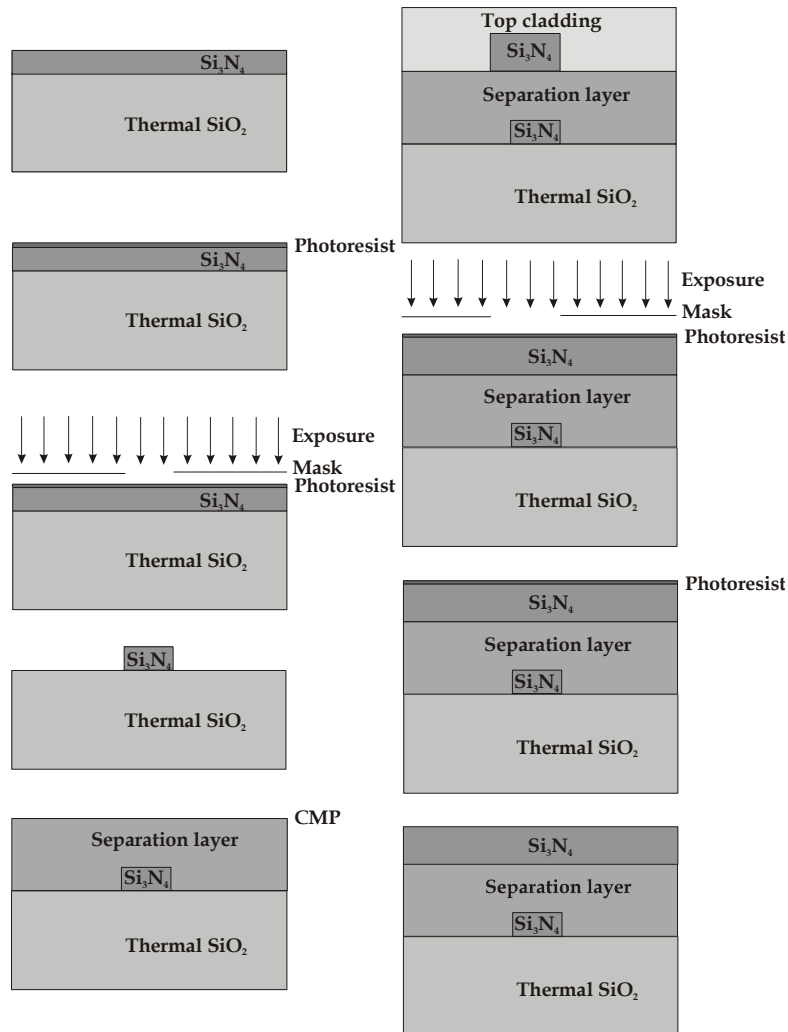 Si₃N₄
Thermal SiO₂
Photoresist
Si₃N₄
Thermal SiO₂
Exposure
Mask
Photoresist
Si₃N₄
Thermal SiO₂
Si₃N₄
Thermal SiO₂
CMP
Separation layer
Si₃N₄
Thermal SiO₂
Top cladding
Si₃N₄
Separation layer
Si₃N₄
Thermal SiO₂
Exposure
Mask
Photoresist
Si₃N₄
Separation layer
Si₃N₄
Thermal SiO₂
Photoresist
Si₃N₄
Separation layer
Si₃N₄
Thermal SiO₂
Si₃N₄
Separation layer
Si₃N₄
Thermal SiO₂